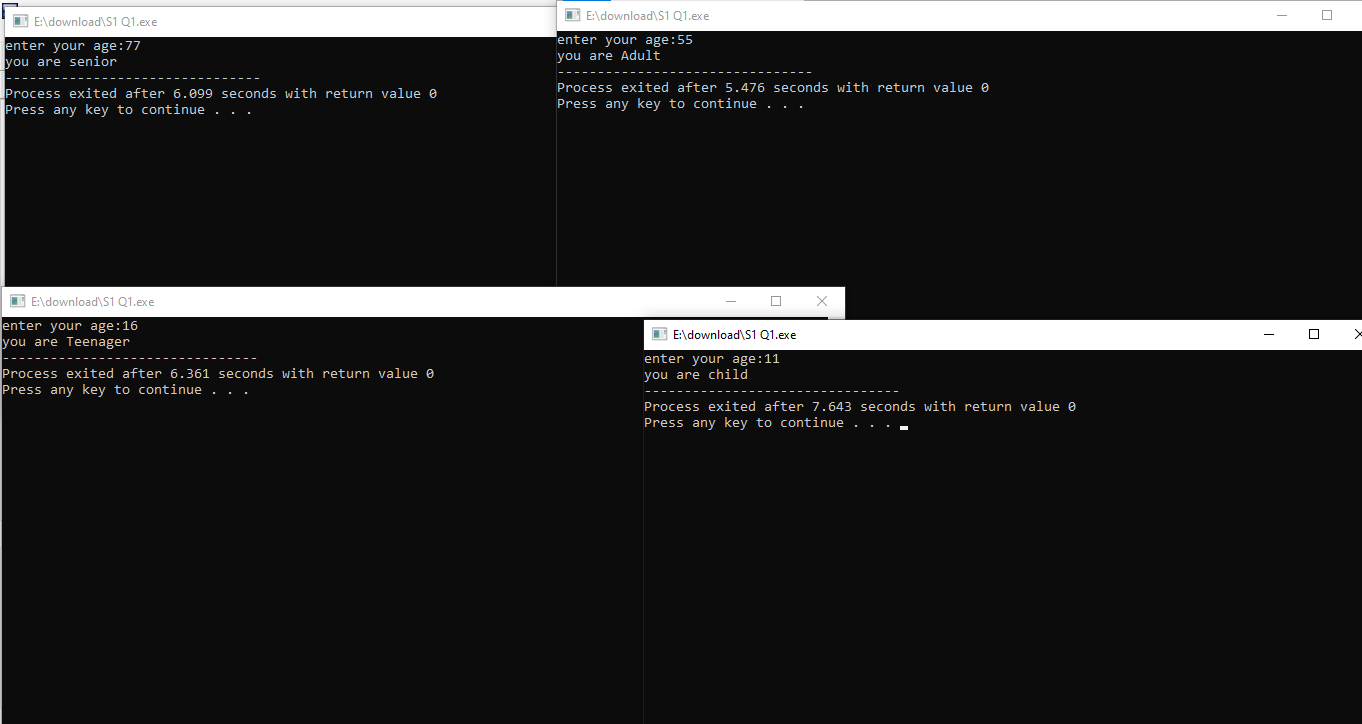 E:\download\S1 Q1.exe
enter your age:77
you are senior
--------------------------------
Process exited after 6.099 seconds with return value 0
Press any key to continue . . .
E:\download\S1 Q1.exe
enter your age:55
you are Adult
--------------------------------
Process exited after 5.476 seconds with return value 0
Press any key to continue . . .
E:\download\S1 Q1.exe
enter your age:16
you are Teenager
--------------------------------
Process exited after 6.361 seconds with return value 0
Press any key to continue . . .
E:\download\S1 Q1.exe
enter your age:11
you are child
--------------------------------
Process exited after 7.643 seconds with return value 0
Press any key to continue . . .